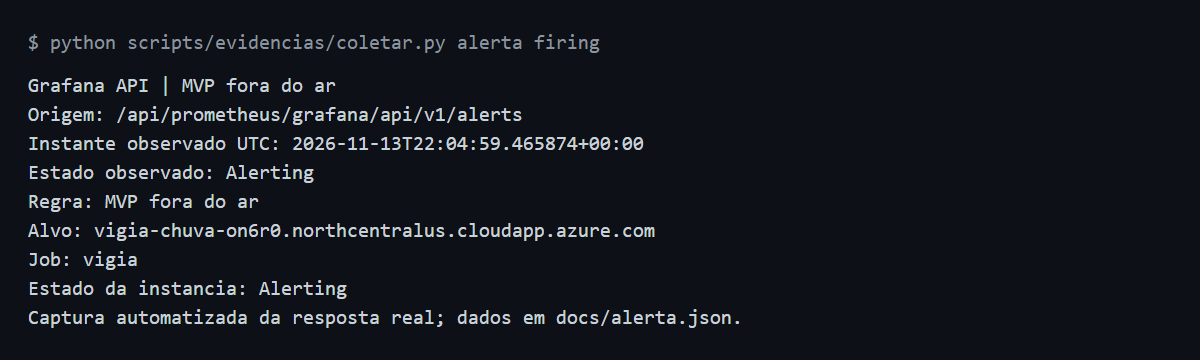 $ python scripts/evidencias/coletar.py alerta firing
Grafana API | MVP fora do ar
Origem: /api/prometheus/grafana/api/v1/alerts
Instante observado UTC: 2026-11-13T22:04:59.465874+00:00
Estado observado: Alerting
Regra: MVP fora do ar
Alvo: vigia-chuva-on6r0.northcentralus.cloudapp.azure.com
Job: vigia
Estado da instancia: Alerting
Captura automatizada da resposta real; dados em docs/alerta.json.